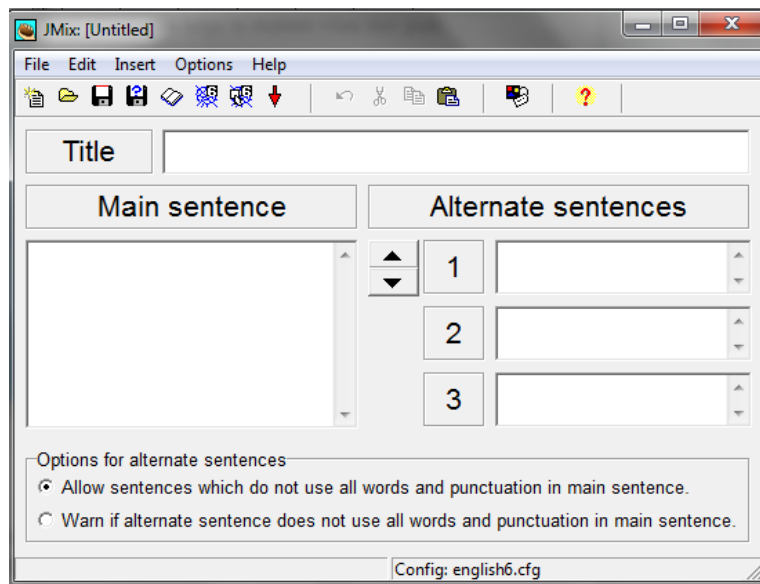 JMix: [Untitled]
File Edit Insert Options Help
Title
Main sentence Alternate sentences
1
2
3
Options for alternate sentences
Allow sentences which do not use all words and punctuation in main sentence.
Warn if alternate sentence does not use all words and punctuation in main sentence.
Config: english6.cfg